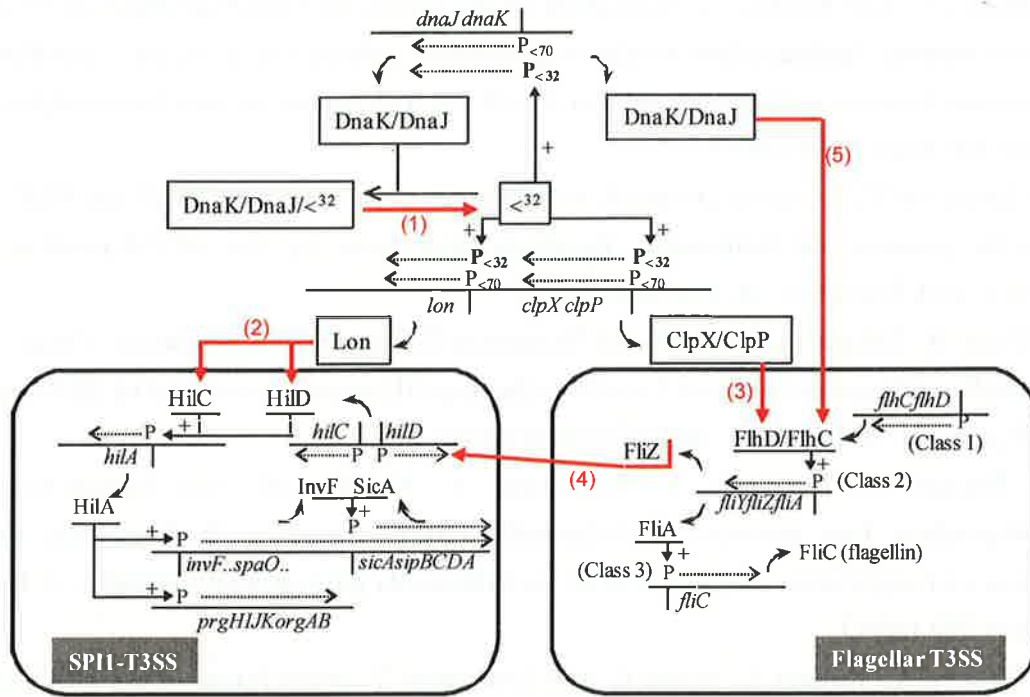 dnaJ dnaK
P<70
P<32
DnaK/DnaJ
DnaK/DnaJ
(5)
+
DnaK/DnaJ/<32
(1)
<32
+
+
P<32
P<32
P<70
P<70
lon
clpX clpP
(2)
Lon
ClpX/ClpP
(3)
HilC
HilD
flhCflhD
P
(Class 1)
+
P
hilC
hilD
FliZ
FlhD/FlhC
hilA
P P
(4)
+
P
(Class 2)
fliYfliZfliA
HilA
InvF SicA
+
P
FliA
+
FliC (flagellin)
+
P
(Class 3)
P
invF..spaO..
sicAsipBCDA
fliC
+
P
prgHIJKorgAB
SPI1-T3SS
Flagellar T3SS